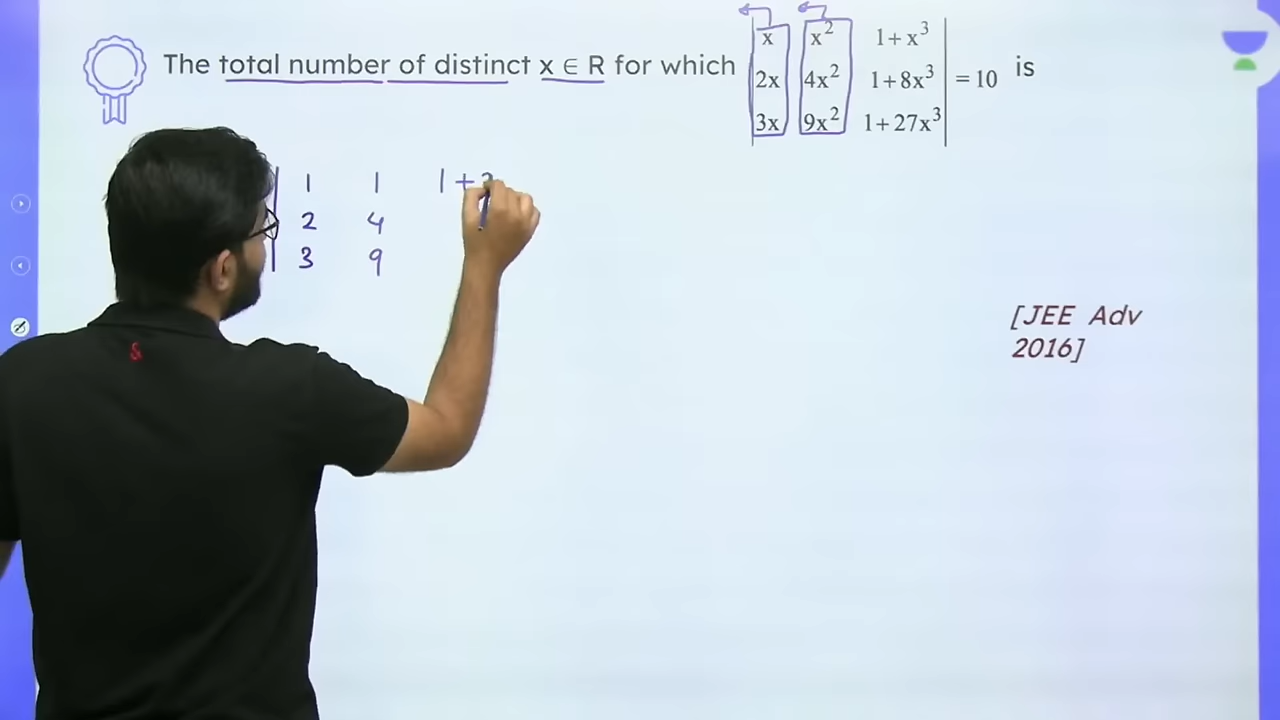 The total number of distinct x ∈ R for which | x x² 1+x³ | = 10 is
| 2x 4x² 1+8x³ |
| 3x 9x² 1+27x³ |
| 1 1 1+
| 2 4
| 3 9
[JEE Adv
2016]